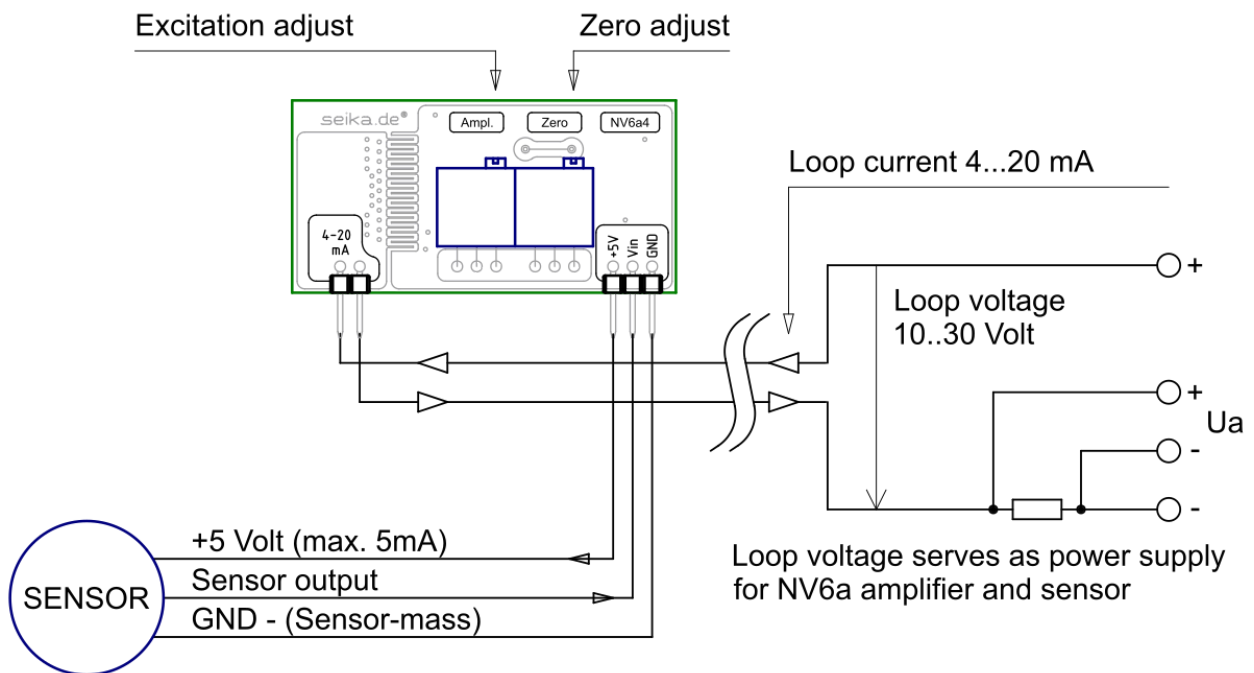 Excitation adjust
Zero adjust
seika.de®
Ampl.
Zero
NV6a4
Loop current 4...20 mA
4-20
mA
+5V
Vin
GND
+
Loop voltage
10..30 Volt
+
Ua
-
-
+5 Volt (max. 5mA)
Sensor output
GND - (Sensor-mass)
SENSOR
Loop voltage serves as power supply
for NV6a amplifier and sensor